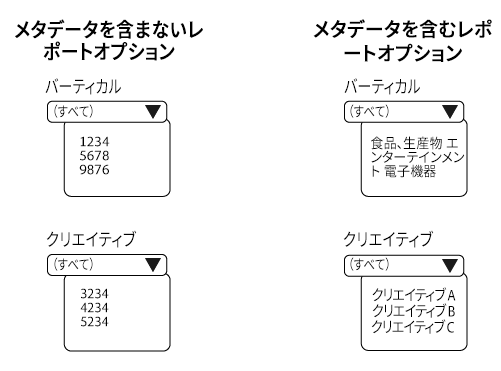 メタデータを含まないレ
ポートオプション
バーティカル
(すべて)
1234
5678
9876
クリエイティブ
(すべて)
3234
4234
5234
メタデータを含むレポ
ートオプション
バーティカル
(すべて)
食品、生産物 エ
ンターテインメン
ト 電子機器
クリエイティブ
(すべて)
クリエイティブ A
クリエイティブ B
クリエイティブ C